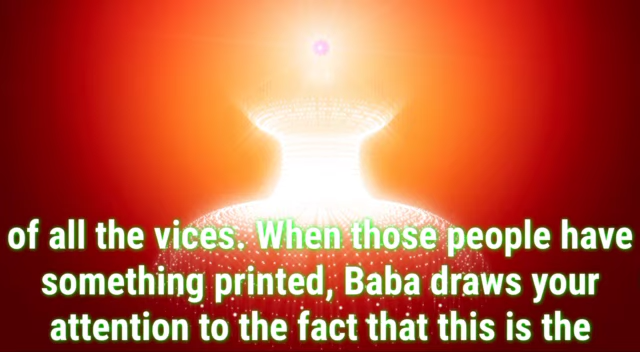 of all the vices. When those people have
something printed, Baba draws your
attention to the fact that this is the